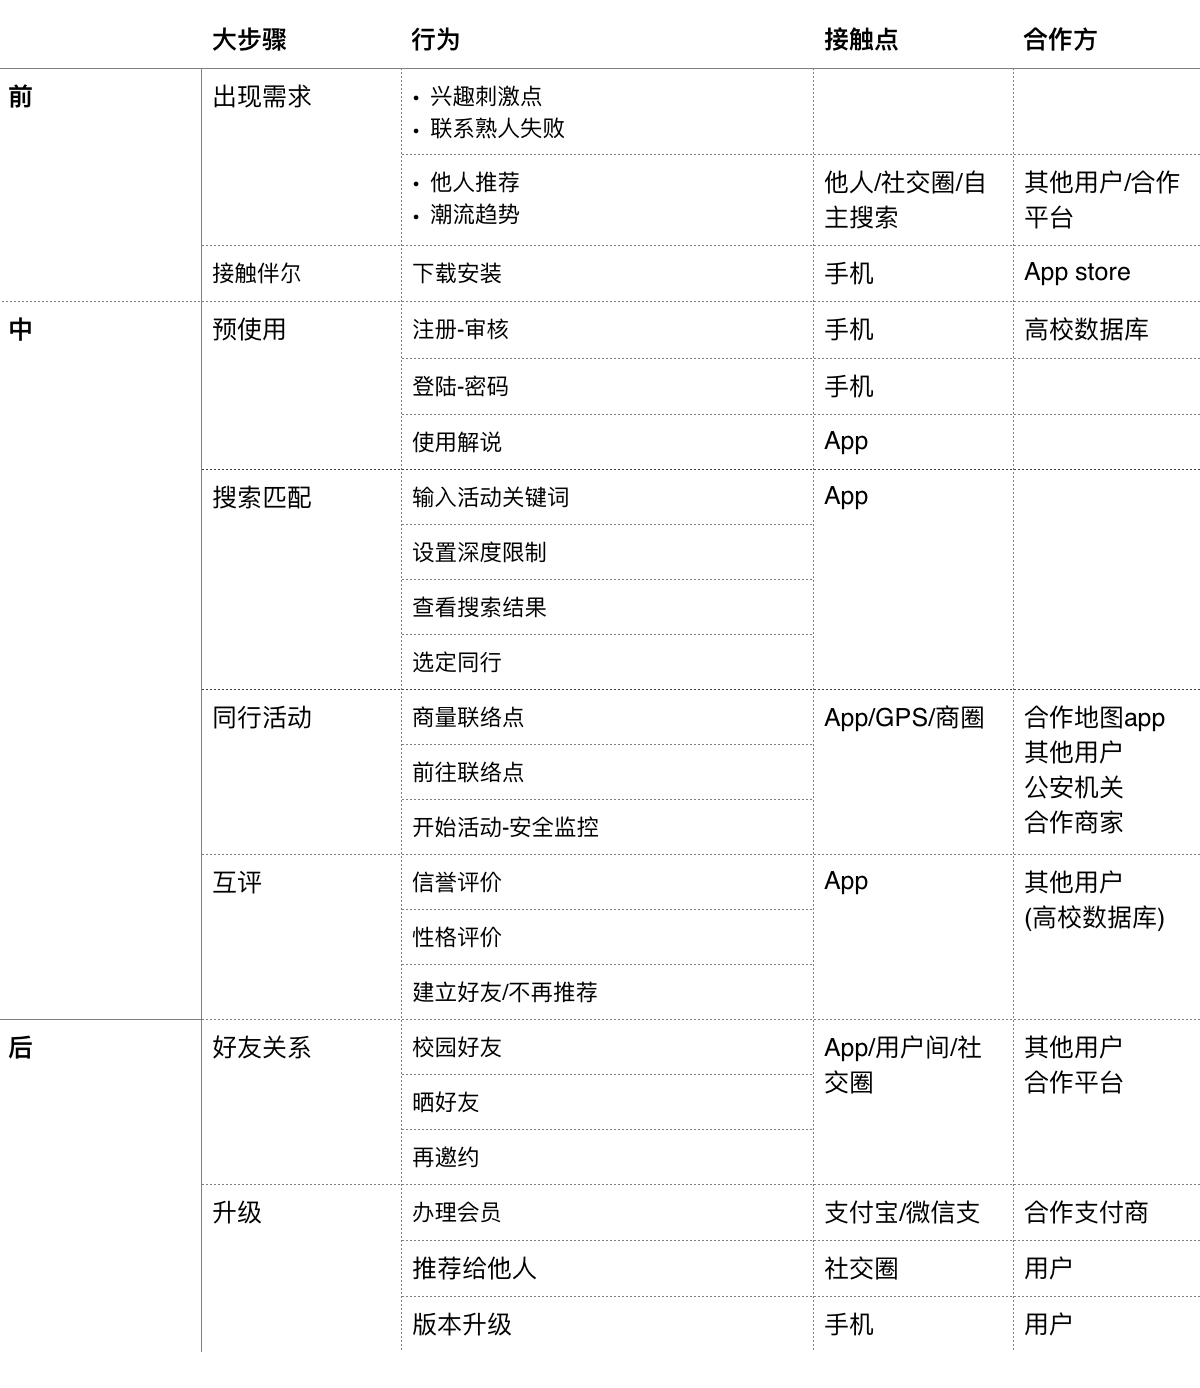 大步骤 行为 接触点 合作方
前 出现需求
• 兴趣刺激点
• 联系熟人失败
• 他人推荐
• 潮流趋势
他人/社交圈/自
主搜索
其他用户/合作
平台
接触伴尔 下载安装 手机 App store
中 预使用 注册-审核 手机 高校数据库
登陆-密码 手机
使用解说 App
搜索匹配 输入活动关键词 App
设置深度限制
查看搜索结果
选定同行
同行活动 商量联络点 App/GPS/商圈 合作地图app
其他用户
前往联络点
公安机关
开始活动-安全监控 合作商家
互评 信誉评价 App 其他用户
(高校数据库)
性格评价
建立好友/不再推荐
后 好友关系 校园好友 App/用户间/社
交圈
其他用户
合作平台
晒好友
再邀约
升级 办理会员 支付宝/微信支 合作支付商
推荐给他人 社交圈 用户
版本升级 手机 用户